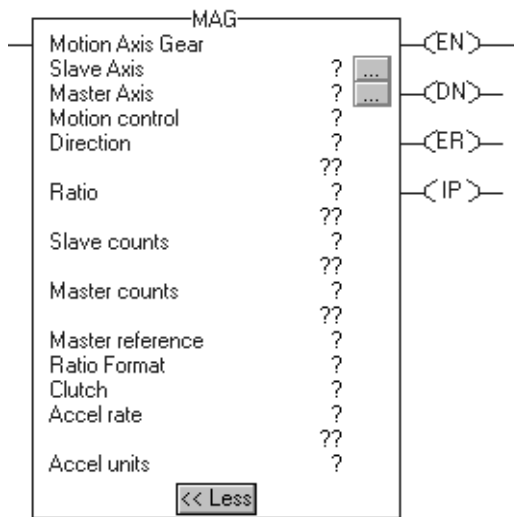 MAG
Motion Axis Gear (EN)
Slave Axis ? ...
Master Axis ? ... (DN)
Motion control ?
Direction ? (ER)
??
Ratio ? (IP)
??
Slave counts ?
??
Master counts ?
??
Master reference ?
Ratio Format ?
Clutch ?
Accel rate ?
??
Accel units ?
<< Less